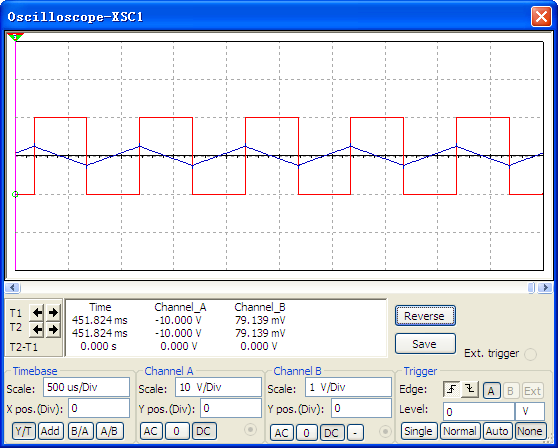 Oscilloscope-XSC1
T1
T2
T2-T1
Time Channel_A Channel_B
451.824 ms -10.000 V 79.139 mV
451.824 ms -10.000 V 79.139 mV
0.000 s 0.000 V 0.000 V
Reverse
Save
Ext. trigger
Timebase
Scale: 500 us/Div
X pos.(Div): 0
Y/T Add B/A A/B
Channel A
Scale: 10 V/Div
Y pos.(Div): 0
AC 0 DC
Channel B
Scale: 1 V/Div
Y pos.(Div): 0
AC 0 DC -
Trigger
Edge: A B Ext
Level: 0 V
Single Normal Auto None